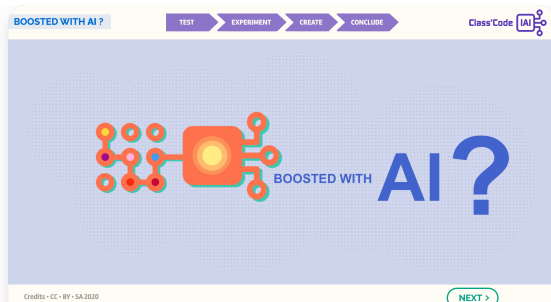 BOOSTED WITH AI ?
TEST
EXPERIMENT
CREATE
CONCLUDE
Class'Code IAI
BOOSTED WITH AI?
Credits • CC • BY • SA 2020
NEXT >